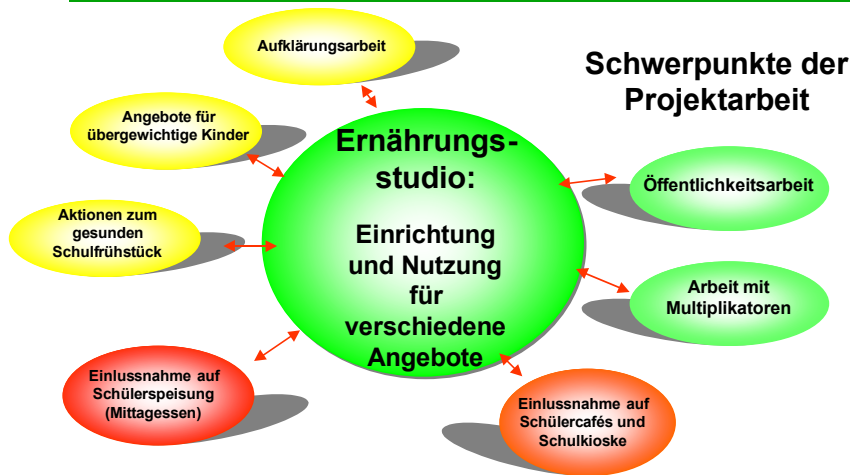 Schwerpunkte der
Projektarbeit
Aufklärungsarbeit
Angebote für
übergewichtige Kinder
Aktionen zum
gesunden
Schulfrühstück
Einlussnahme auf
Schülerspeisung
(Mittagessen)
Ernährungs-
studio:
Einrichtung
und Nutzung
für
verschiedene
Angebote
Öffentlichkeitsarbeit
Arbeit mit
Multiplikatoren
Einlussnahme auf
Schülercafés und
Schulkioske